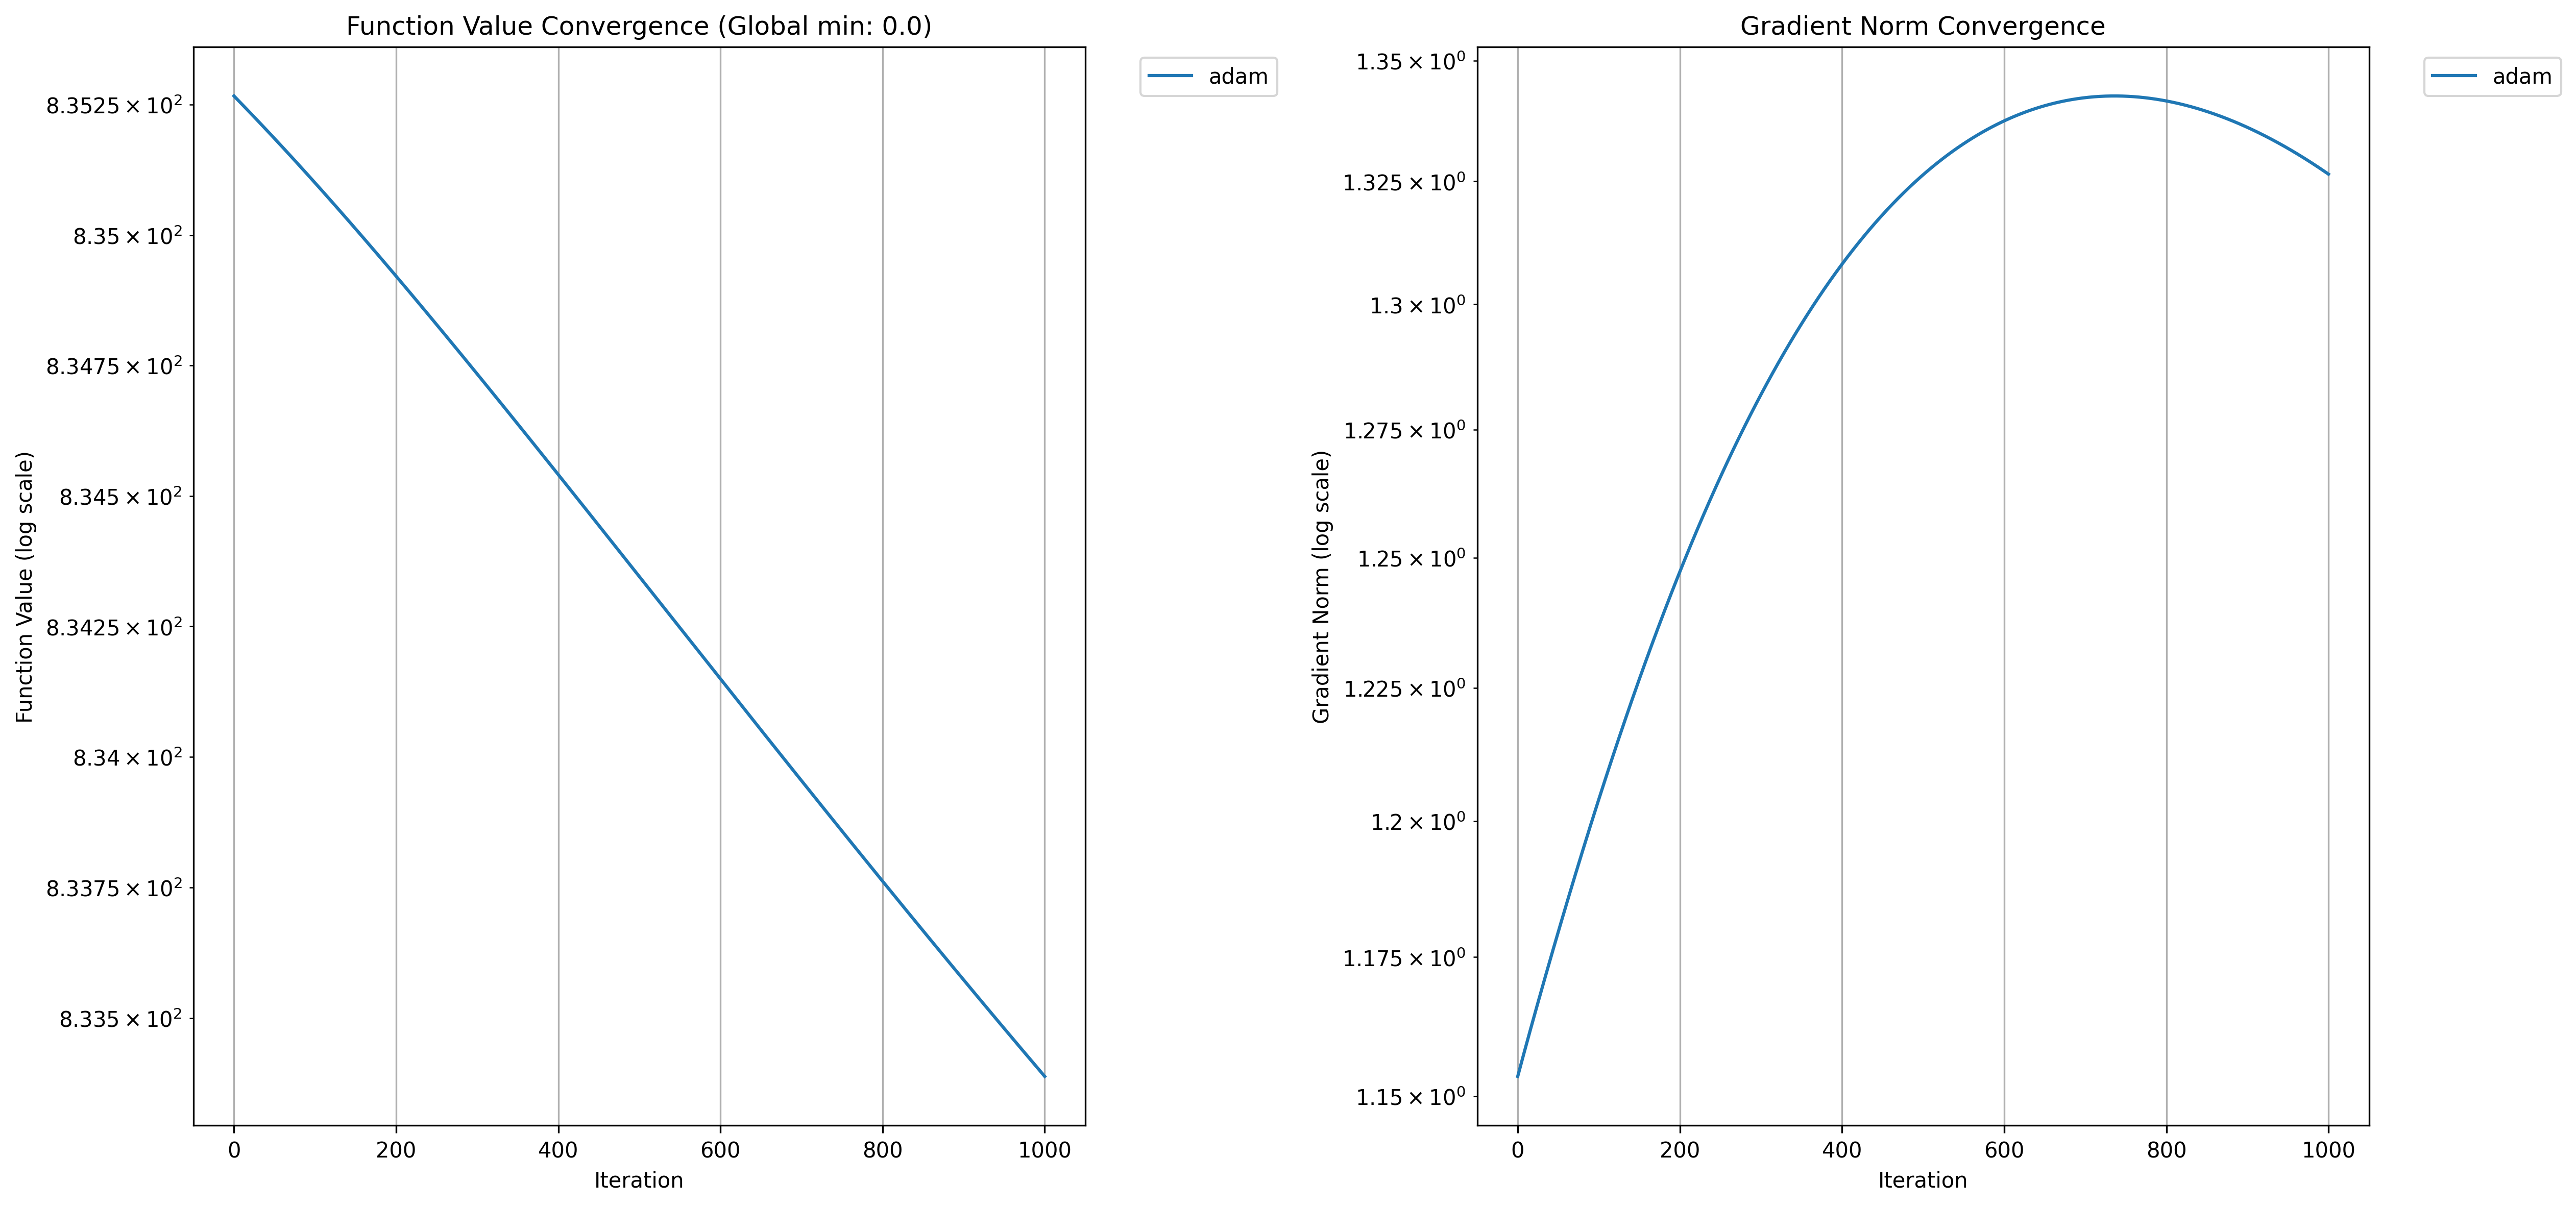 Function Value Convergence (Global min: 0.0)
Function Value (log scale)
8.3525 × 10²
8.35 × 10²
8.3475 × 10²
8.345 × 10²
8.3425 × 10²
8.34 × 10²
8.3375 × 10²
8.335 × 10²
0 200 400 600 800 1000
Iteration
adam
Gradient Norm Convergence
Gradient Norm (log scale)
1.35 × 10⁰
1.325 × 10⁰
1.3 × 10⁰
1.275 × 10⁰
1.25 × 10⁰
1.225 × 10⁰
1.2 × 10⁰
1.175 × 10⁰
1.15 × 10⁰
0 200 400 600 800 1000
Iteration
adam